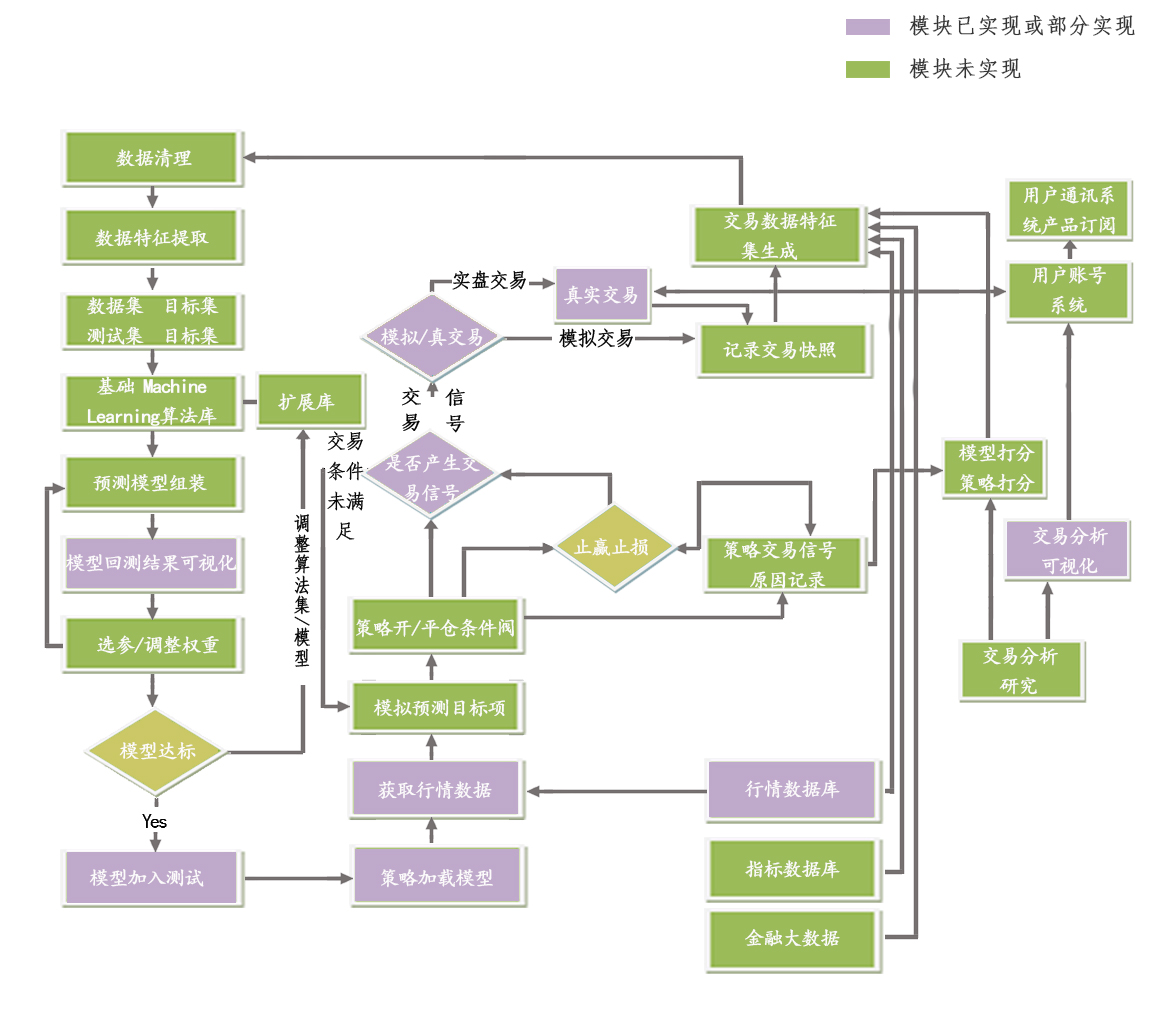 模块已实现或部分实现
模块未实现
数据清理
数据特征提取
数据集 目标集
测试集 目标集
基础 Machine
Learning算法库
扩展库
预测模型组装
模型回测结果可视化
选参/调整权重
模型达标
Yes
模型加入测试
调整算法集/模型
交易
条件
未满
足
实盘交易
真实交易
模拟/真交易
模拟交易
交易
信号
是否产生交
易信号
止赢止损
策略开/平仓条件阀
模拟预测目标项
获取行情数据
策略加载模型
交易数据特征
集生成
记录交易快照
策略交易信号
原因记录
行情数据库
指标数据库
金融大数据
用户通讯系
统产品订阅
用户账号
系统
模型打分
策略打分
交易分析
可视化
交易分析
研究